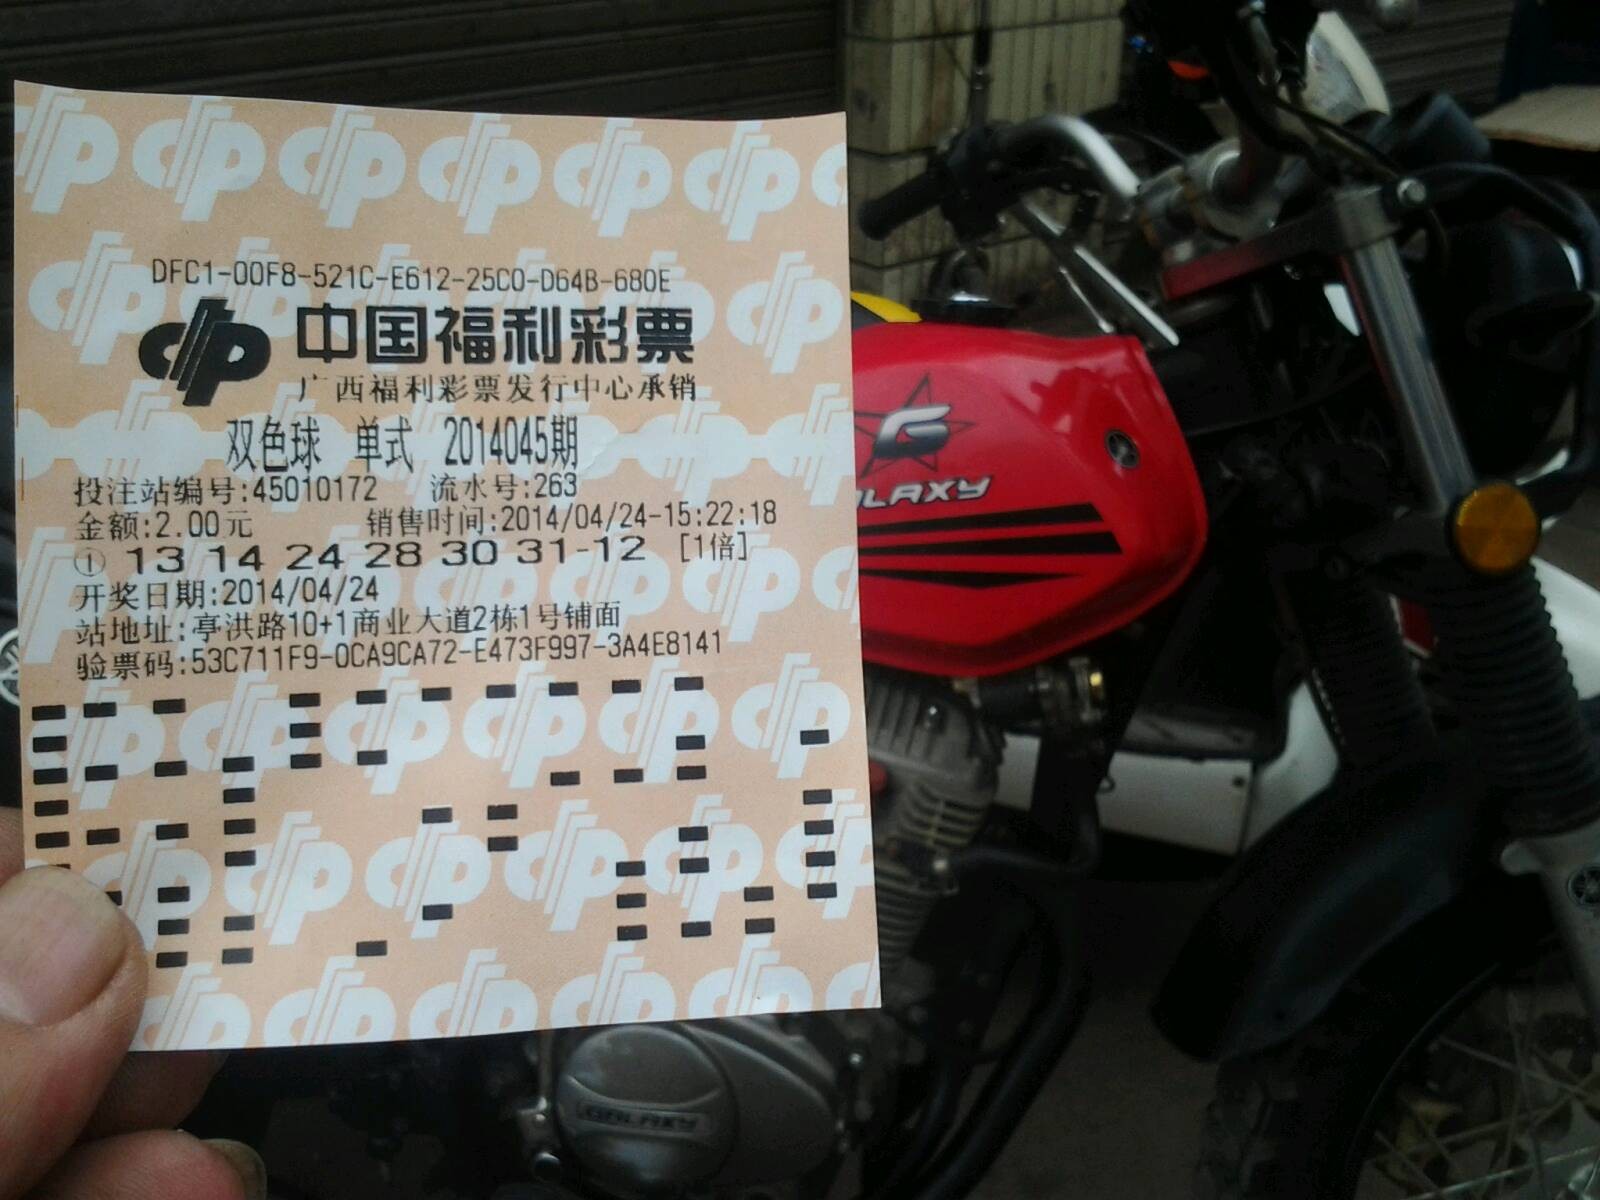 DFC1-00F8-521C-E612-25C0-D64B-680E
中国福利彩票
广西福利彩票发行中心承销
双色球 单式 2014045期
投注站编号:45010172 流水号:263
金额:2.00元 销售时间:2014/04/24-15:22:18
① 13 14 24 28 30 31-12 [1倍]
开奖日期:2014/04/24
站地址:亭洪路10+1商业大道2栋1号铺面
验票码:53C711F9-0CA9CA72-E473F997-3A4E8141
G
LAXY